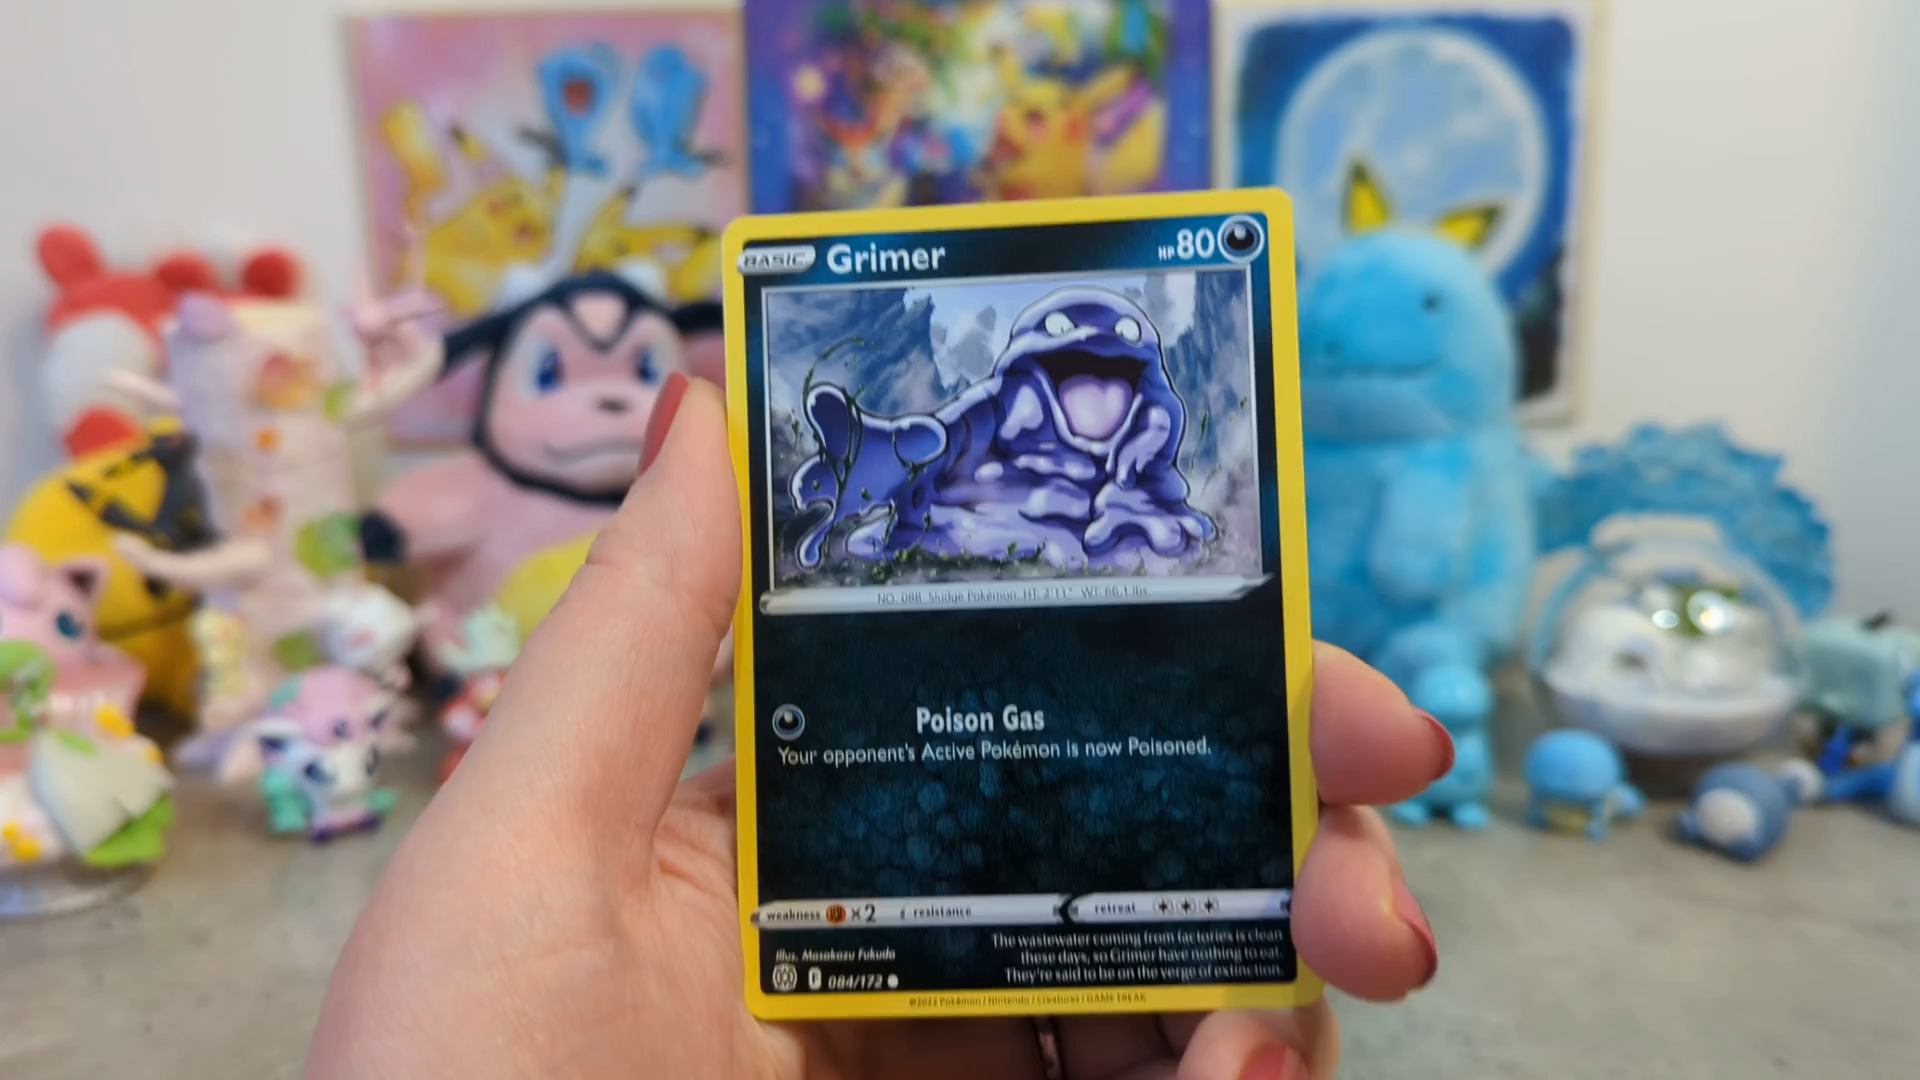 BASIC Grimer HP80
NO. 088 Sludge Pokémon HT: 2'11" WT: 66.1 lbs.
Poison Gas
Your opponent's Active Pokémon is now Poisoned.
weakness ×2 resistance retreat
The wastewater coming from factories is clean
these days, so Grimer have nothing to eat.
They're said to be on the verge of extinction.
Illus. Masakazu Fukuda
084/172
©2022 Pokémon / Nintendo / Creatures / GAME FREAK